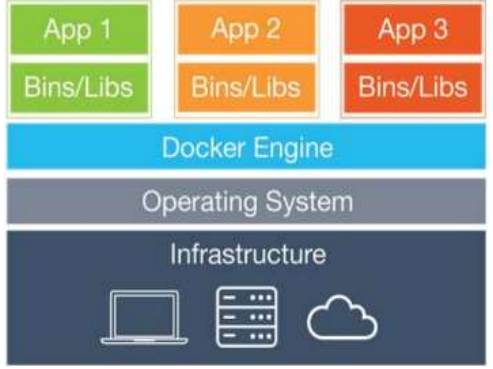 App 1 App 2 App 3
Bins/Libs Bins/Libs Bins/Libs
Docker Engine
Operating System
Infrastructure